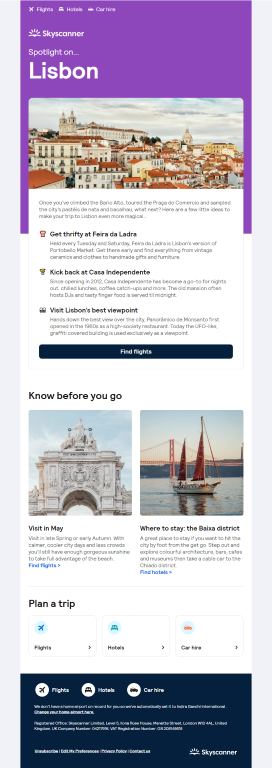 Flights Hotels Car hire
Skyscanner
Spotlight on...
Lisbon
Once you've climbed the Bario Alto, toured the Praça do Comercio and sampled
the city's pastéis de nata and bacalhau, what next? Here are a few little ideas to
make your trip to Lisbon even more magical...
Get thrifty at Feira da Ladra
Held every Tuesday and Saturday, Feira da Ladra is Lisbon's version of
Portobello Market. Get there early and find everything from vintage
ceramics and clothes to handmade gifts and furniture.
Kick back at Casa Independente
Since opening in 2012, Casa Independente has become a go-to for nights
out, chilled lunches, coffee catch-ups and more. The old mansion often
hosts DJs and tasty finger food is served til midnight.
Visit Lisbon's best viewpoint
Hands down the best view over the city, Panorâmico de Monsanto first
opened in the 1960s as a high-society restaurant. Today the UFO-like,
graffiti covered building is used exclusively as a viewpoint.
Find flights
Know before you go
Visit in May
Visit in late Spring or early Autumn. With
calmer, cooler city days and less crowds
you'll still have enough gorgeous sunshine
to take full advantage of the beach.
Find flights >
Where to stay: the Baixa district
A great place to stay if you want to hit the
city by foot from the get go. Step out and
explore colourful architecture, bars, cafes
and museums then take a cable car to the
Chiado district.
Find hotels >
Plan a trip
Flights >
Hotels >
Car hire >
Flights Hotels Car hire
We don't have a home airport on record for you so we've automatically set it to
Change your home airport here.
Registered Office: Skyscanner Limited, Level 5, Ilona Rose House, Manette Street, London W1D 4AL, United
Kingdom. UK Company Number: 04217916; VAT Registration Number: GB 208148618
Unsubscribe | Edit My Preferences | Privacy Policy | Contact us
Skyscanner